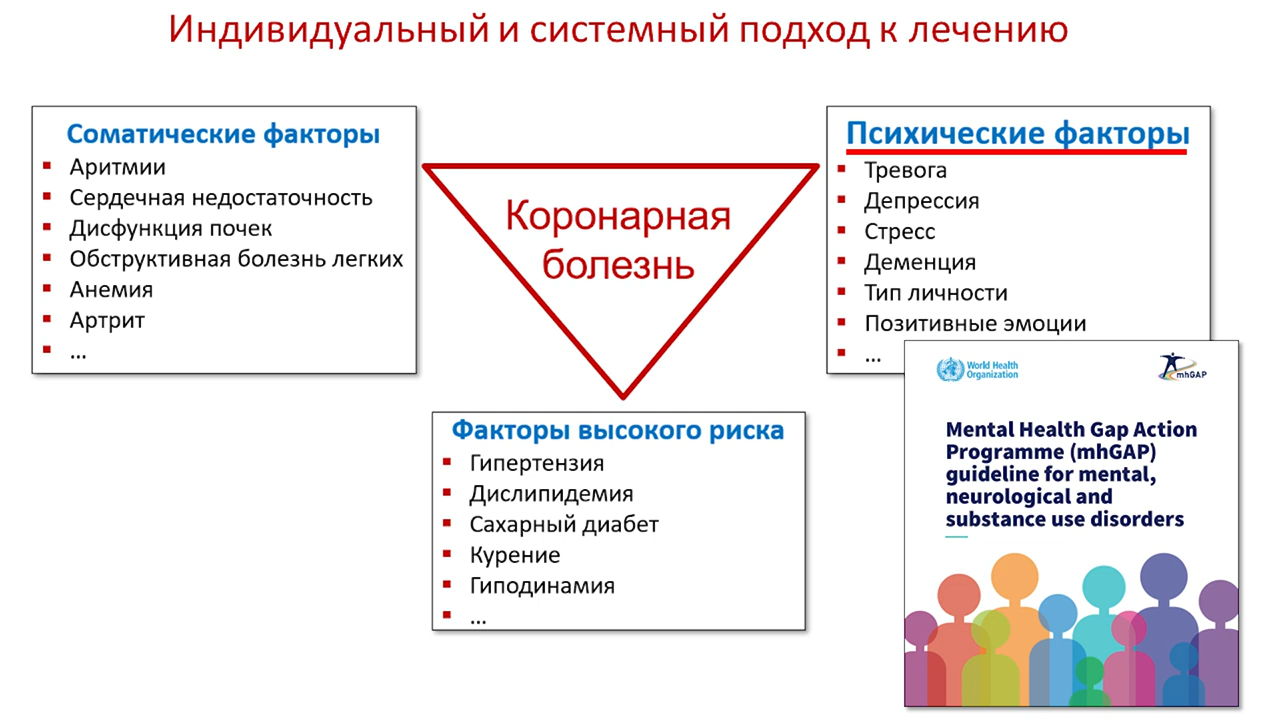 Индивидуальный и системный подход к лечению
Соматические факторы
Аритмии
Сердечная недостаточность
Дисфункция почек
Обструктивная болезнь легких
Анемия
Артрит
...
Коронарная
болезнь
Психические факторы
Тревога
Депрессия
Стресс
Деменция
Тип личности
Позитивные эмоции
...
Факторы высокого риска
Гипертензия
Дислипидемия
Сахарный диабет
Курение
Гиподинамия
...
World Health
Organization
mhGAP
Mental Health Gap Action
Programme (mhGAP)
guideline for mental,
neurological and
substance use disorders